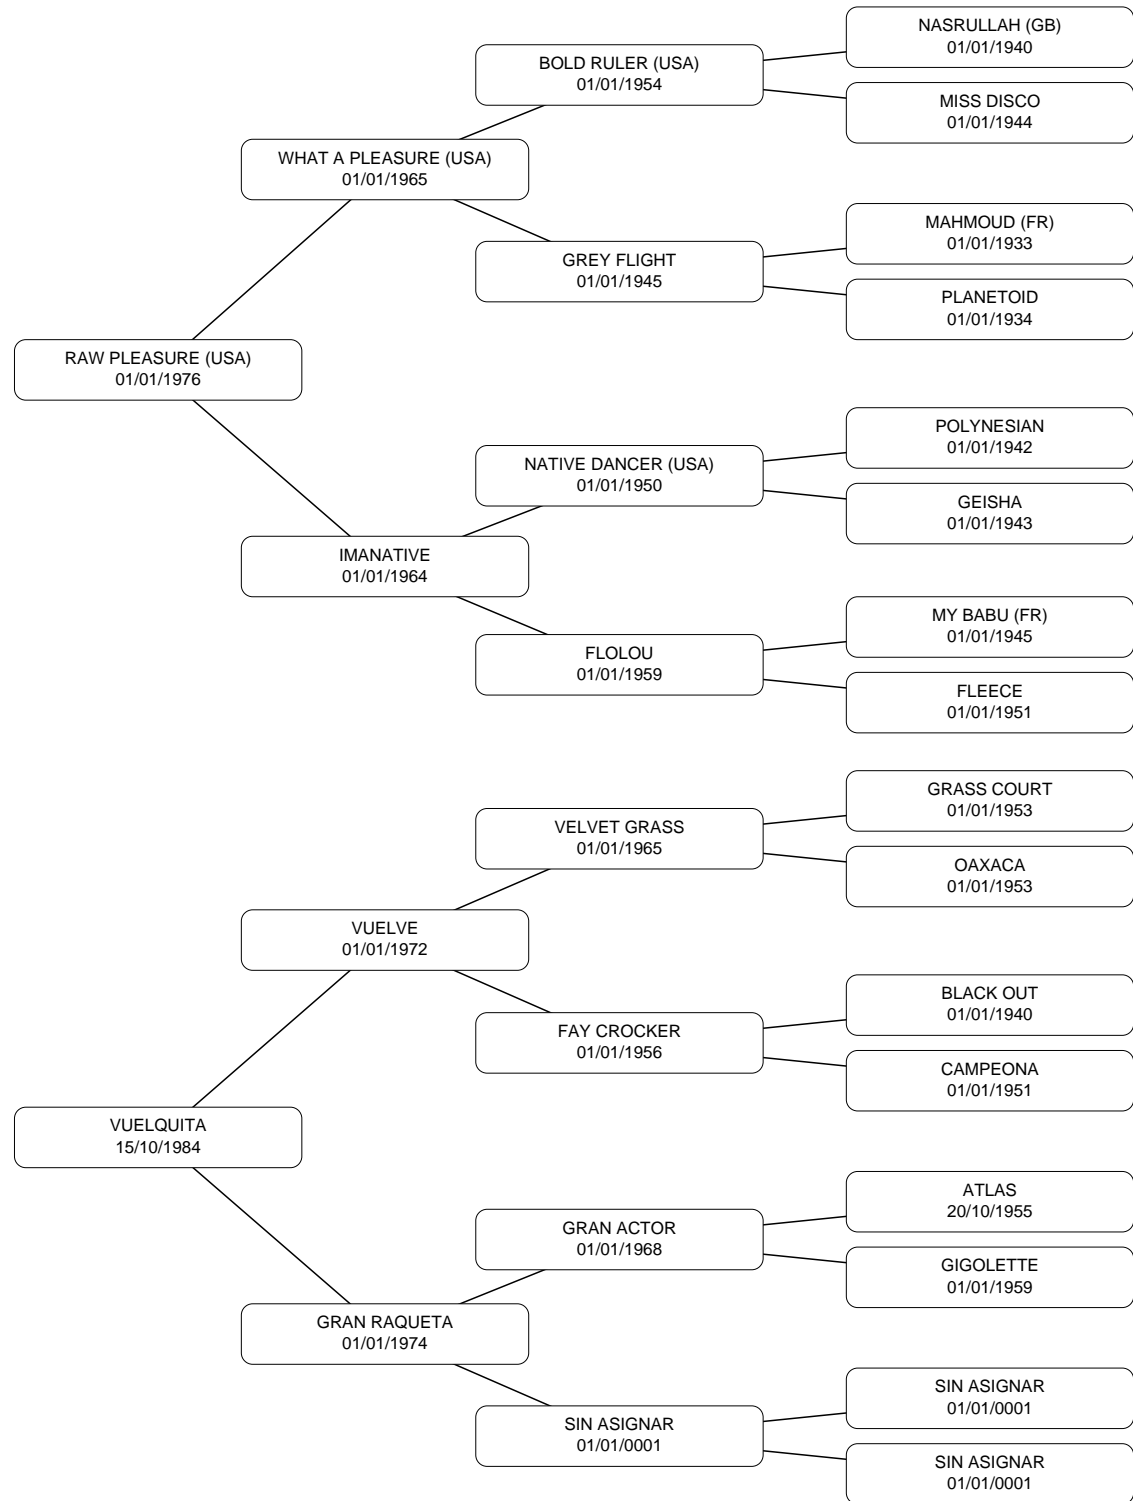 NASRULLAH (GB)
01/01/1940
BOLD RULER (USA)
01/01/1954
MISS DISCO
01/01/1944
WHAT A PLEASURE (USA)
01/01/1965
MAHMOUD (FR)
01/01/1933
GREY FLIGHT
01/01/1945
PLANETOID
01/01/1934
RAW PLEASURE (USA)
01/01/1976
POLYNESIAN
01/01/1942
NATIVE DANCER (USA)
01/01/1950
GEISHA
01/01/1943
IMANATIVE
01/01/1964
MY BABU (FR)
01/01/1945
FLOLOU
01/01/1959
FLEECE
01/01/1951
GRASS COURT
01/01/1953
VELVET GRASS
01/01/1965
OAXACA
01/01/1953
VUELVE
01/01/1972
BLACK OUT
01/01/1940
FAY CROCKER
01/01/1956
CAMPEONA
01/01/1951
VUELQUITA
15/10/1984
ATLAS
20/10/1955
GRAN ACTOR
01/01/1968
GIGOLETTE
01/01/1959
GRAN RAQUETA
01/01/1974
SIN ASIGNAR
01/01/0001
SIN ASIGNAR
01/01/0001
SIN ASIGNAR
01/01/0001